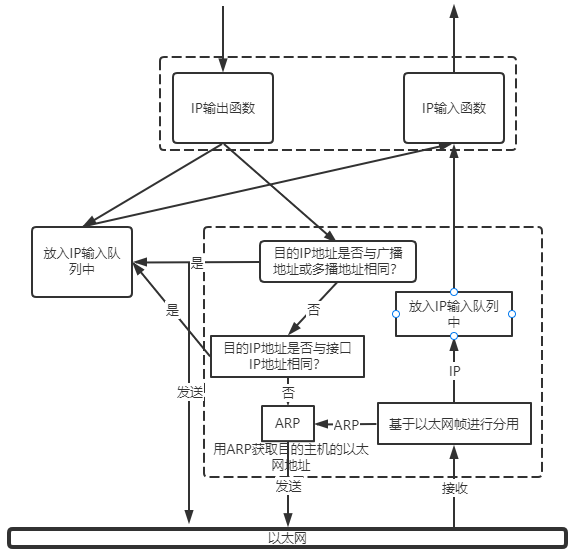 IP输出函数
IP输入函数
放入IP输入队
列中
目的IP地址是否与广播
地址或多播地址相同?
是
放入IP输入队列
中
否
是
目的IP地址是否与接口
IP地址相同?
IP
否
发送
ARP
ARP
基于以太网帧进行分用
用ARP获取目的主机的以太
网地址
发送
接收
以太网